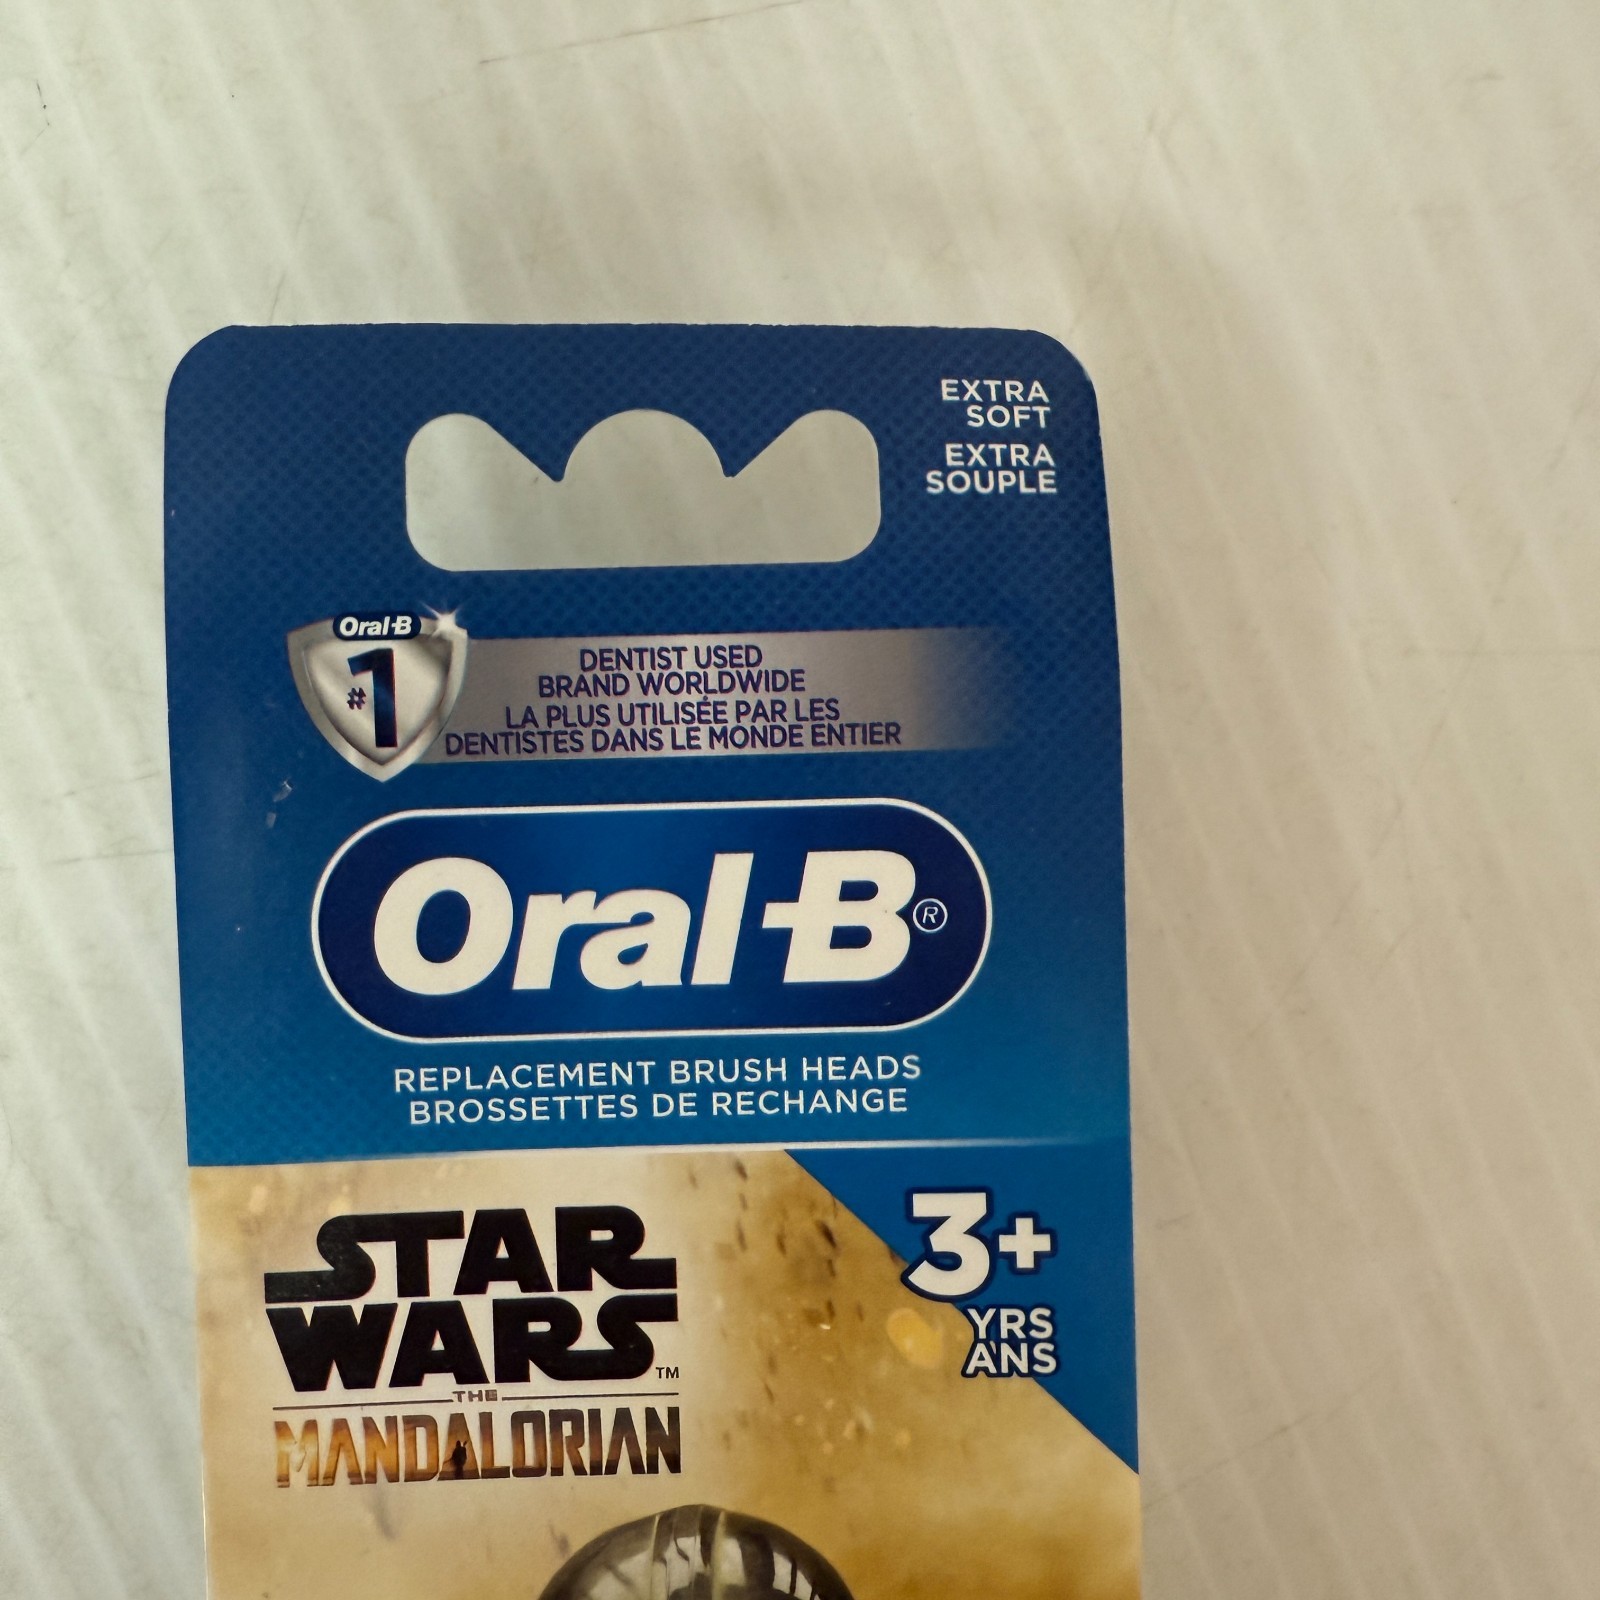 EXTRA
SOFT
EXTRA
SOUPLE
Oral-B
#1
DENTIST USED
BRAND WORLDWIDE
LA PLUS UTILISÉE PAR LES
DENTISTES DANS LE MONDE ENTIER
Oral-B®
REPLACEMENT BRUSH HEADS
BROSSETTES DE RECHANGE
STAR
WARS™
THE
MANDALORIAN
3+
YRS
ANS